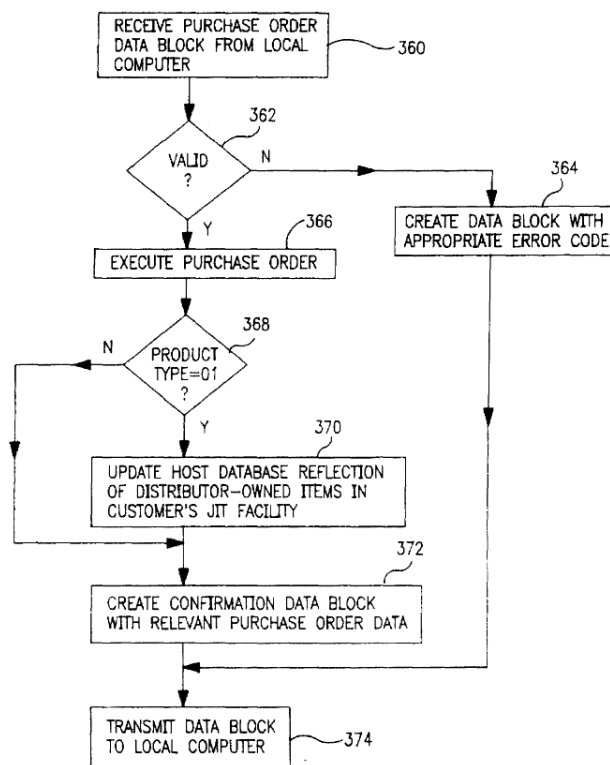 RECEIVE PURCHASE ORDER
DATA BLOCK FROM LOCAL
COMPUTER
360
362
VALID
?
N
Y
364
CREATE DATA BLOCK WITH
APPROPRIATE ERROR CODE
366
EXECUTE PURCHASE ORDER
368
N
PRODUCT
TYPE=01
?
Y
370
UPDATE HOST DATABASE REFLECTION
OF DISTRIBUTOR-OWNED ITEMS IN
CUSTOMER'S JIT FACILITY
372
CREATE CONFIRMATION DATA BLOCK
WITH RELEVANT PURCHASE ORDER DATA
TRANSMIT DATA BLOCK
TO LOCAL COMPUTER
374